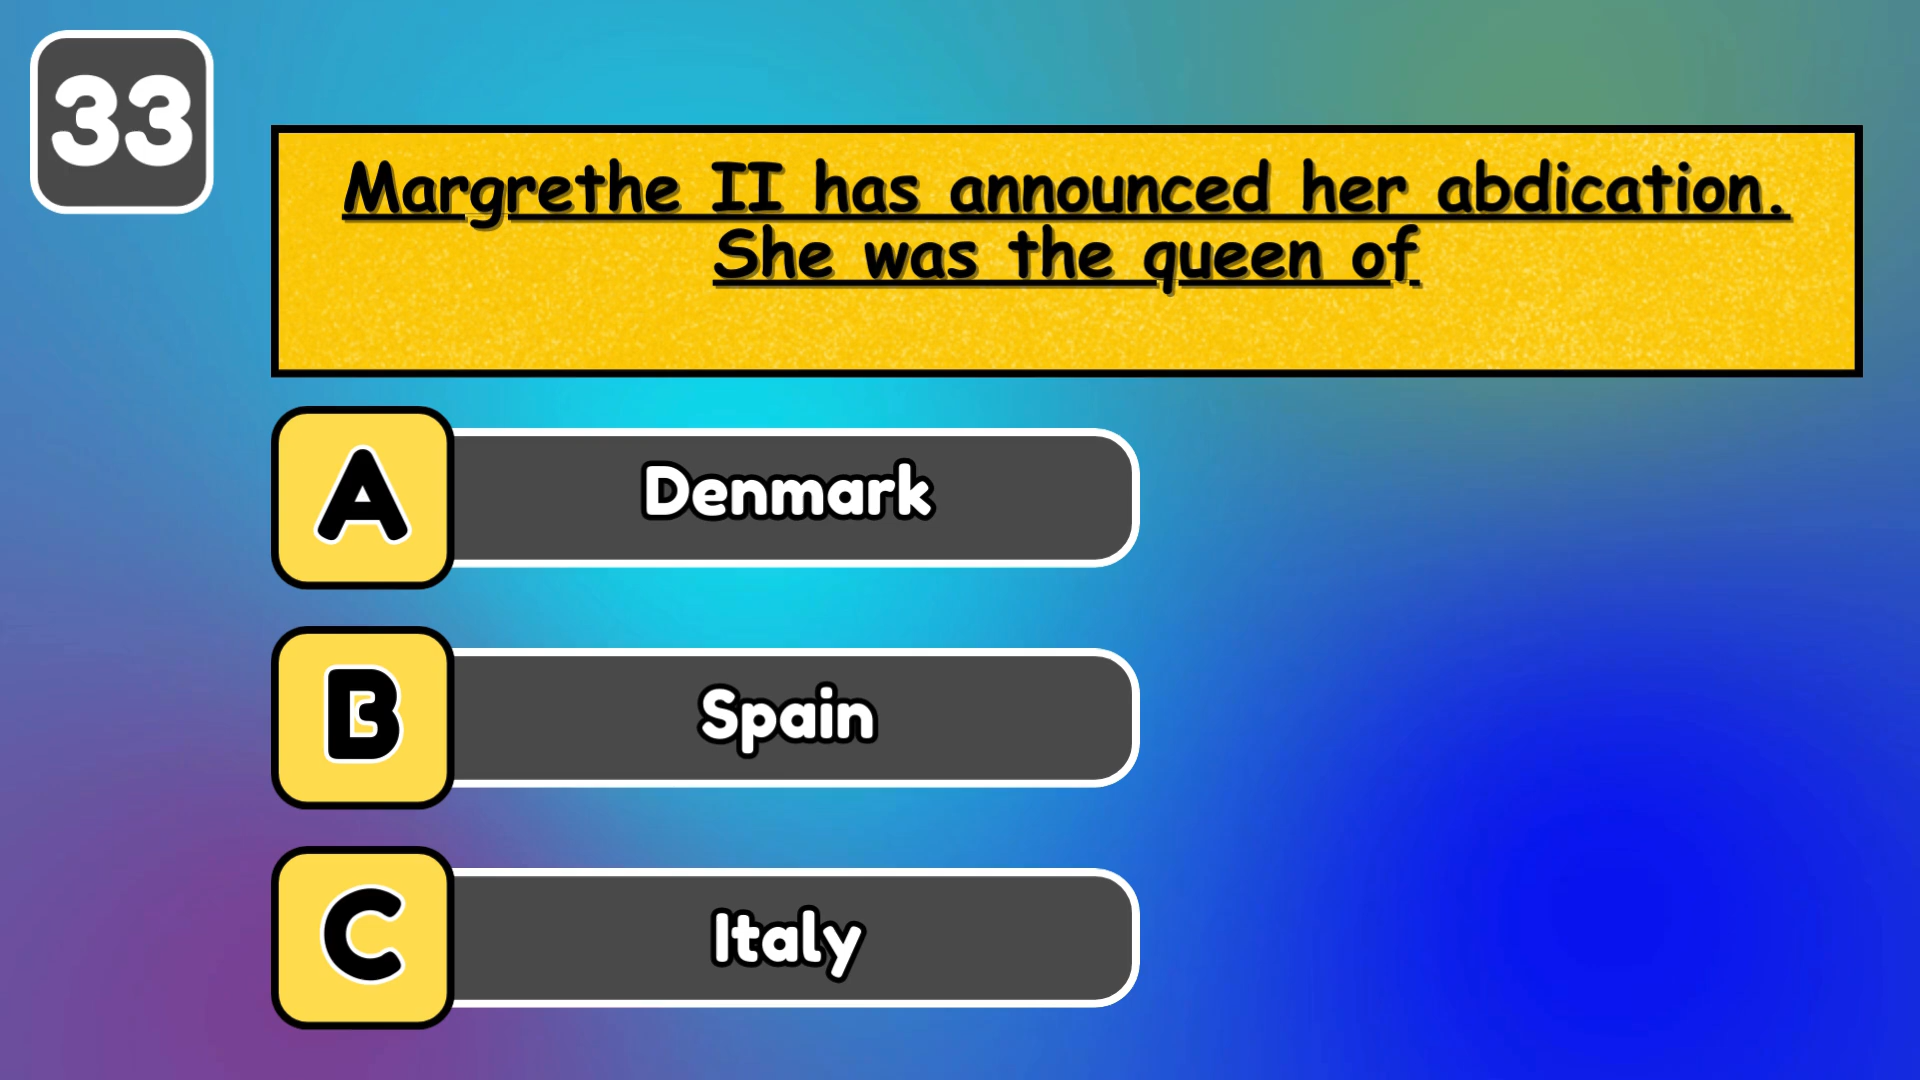 33
Margrethe II has announced her abdication.
She was the queen of
A
Denmark
B
Spain
C
Italy